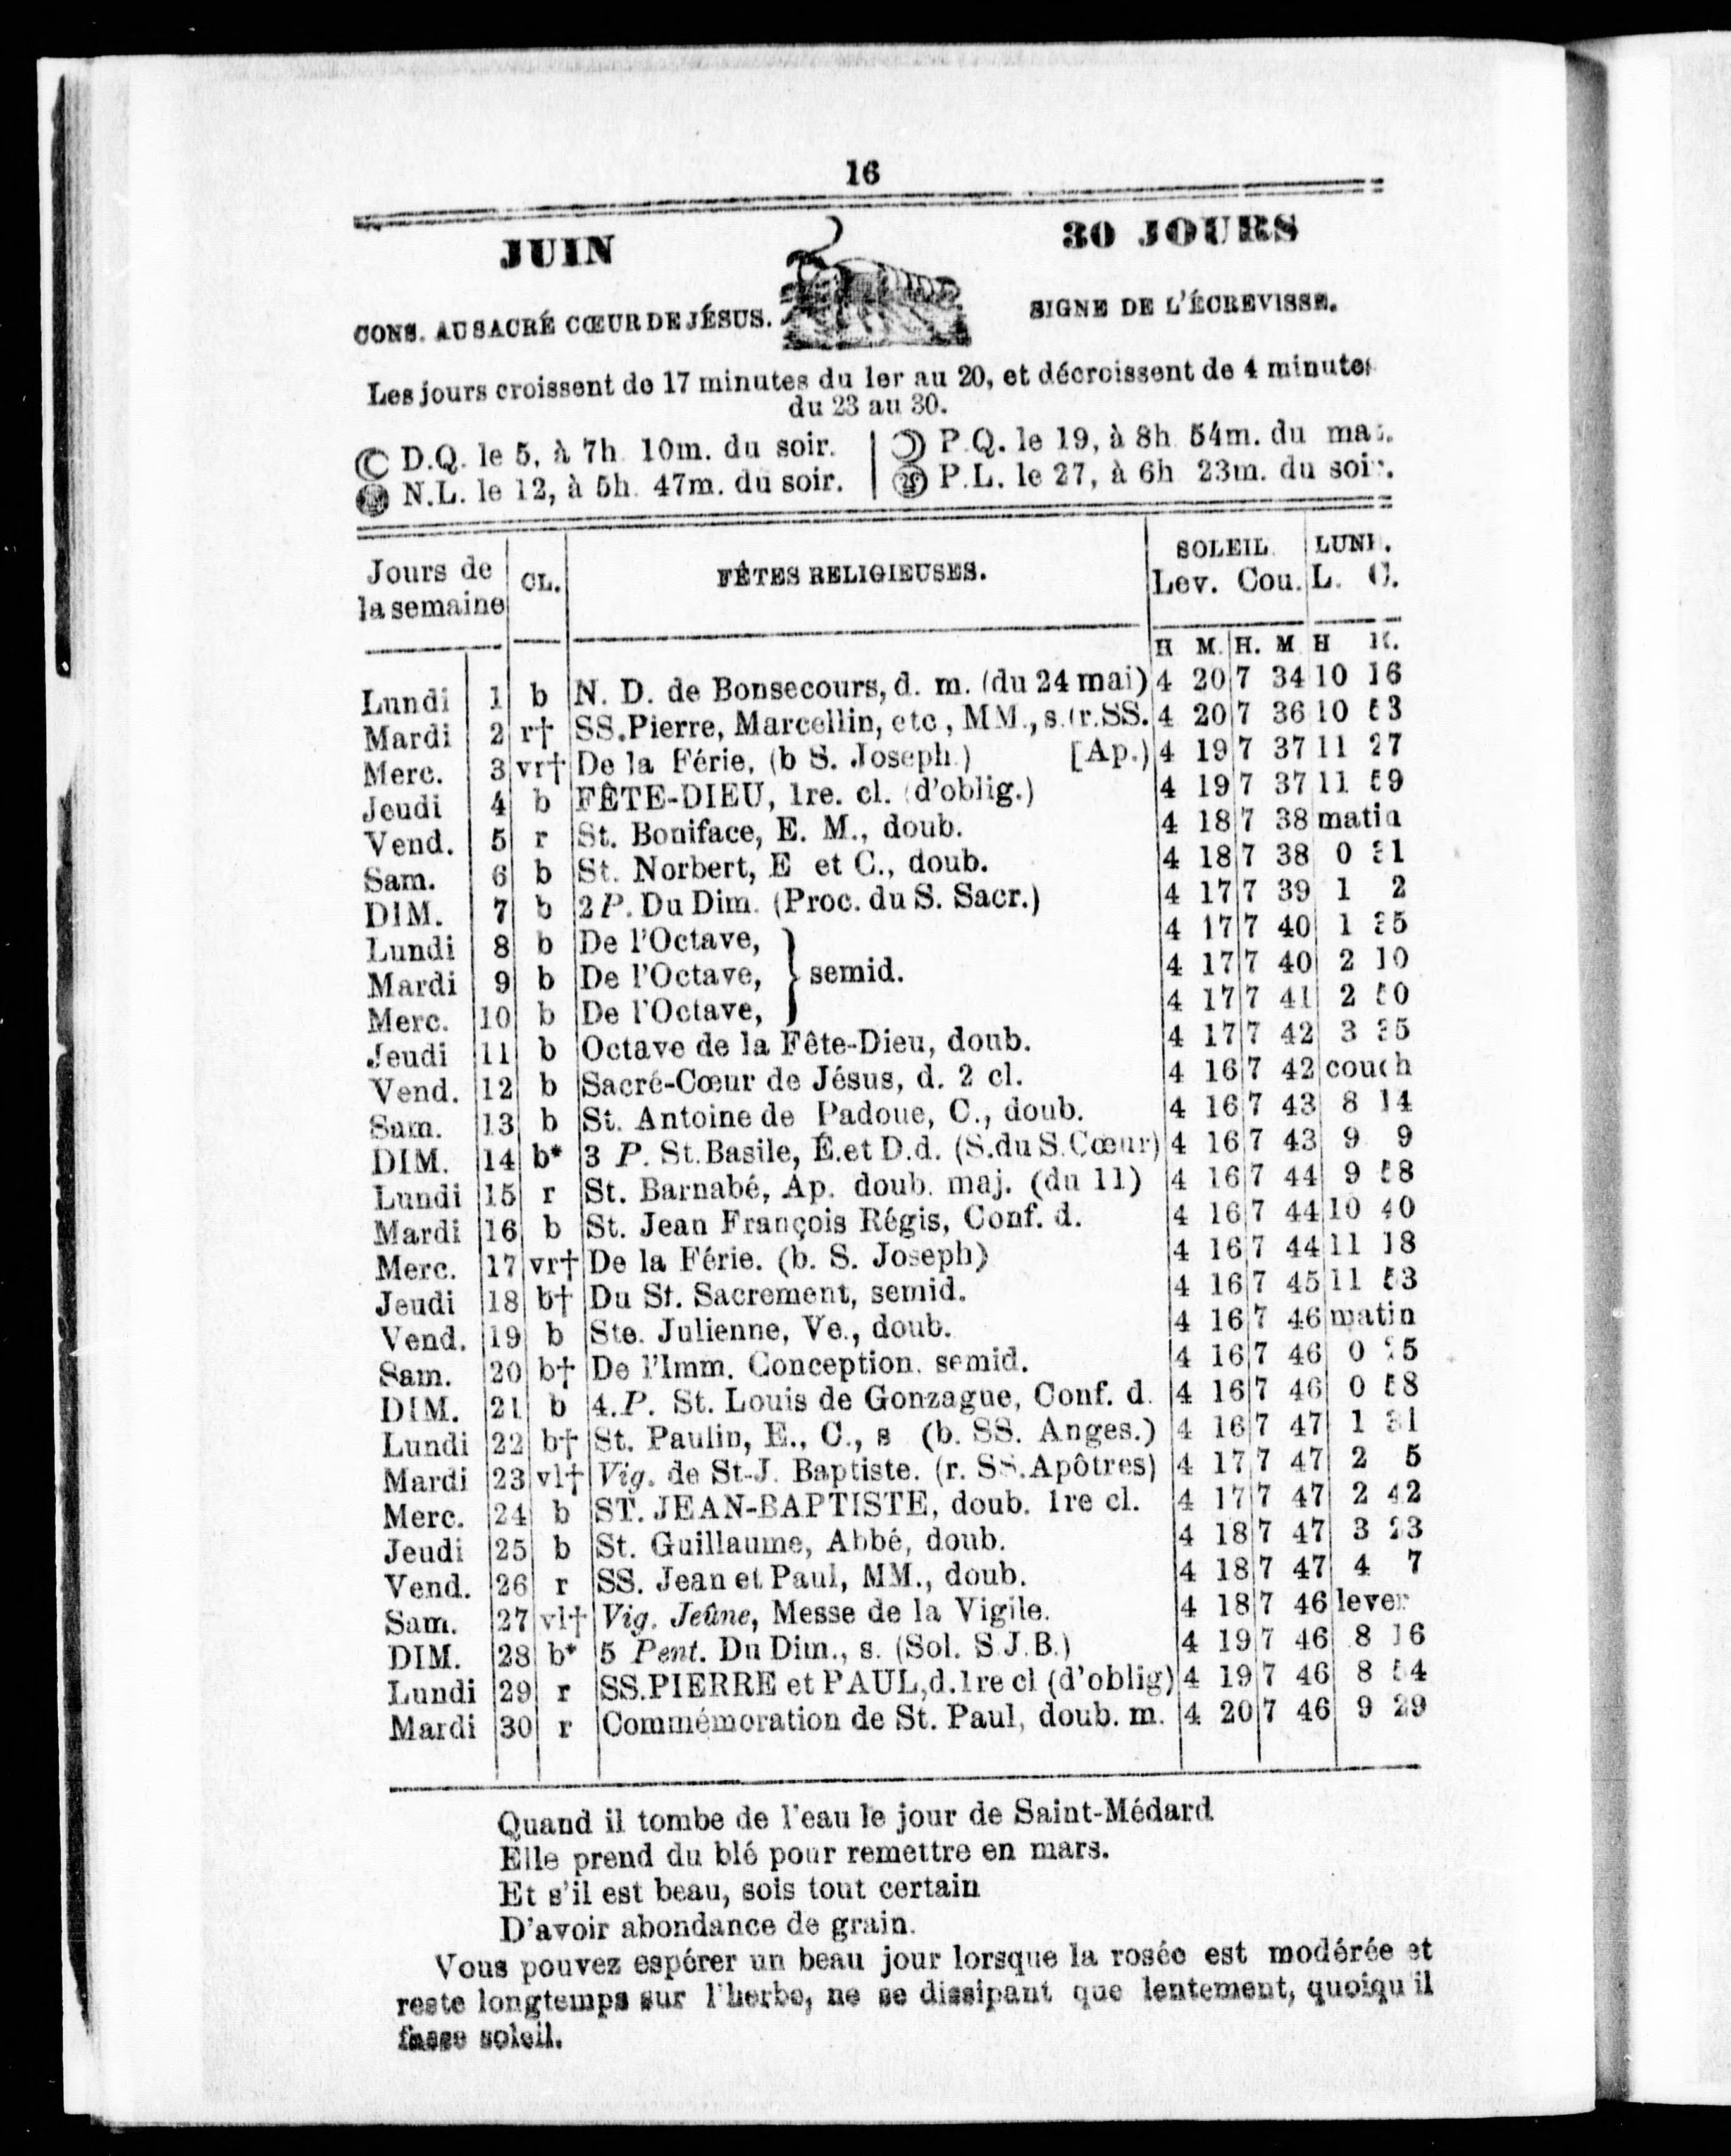 16
JUIN
30 JOURS
CONS. AU SACRÉ CŒUR DE JÉSUS.
SIGNE DE L'ÉCREVISSE.
Les jours croissent de 17 minutes du 1er au 20, et décroissent de 4 minutes
du 23 au 30.
D.Q. le 5, à 7h. 10m. du soir.
N.L. le 12, à 5h. 47m. du soir.
P.Q. le 19, à 8h 54m. du mat.
P.L. le 27, à 6h 23m. du soir.
Jours de la semaine | CL. | FÊTES RELIGIEUSES. | SOLEIL Lev. Cou. | LUNE. L. C.
H M. H. M H M.
Lundi 1 b N. D. de Bonsecours, d. m. (du 24 mai) 4 20 7 34 10 16
Mardi 2 r† SS. Pierre, Marcellin, etc., MM., s. (r. SS. 4 20 7 36 10 53
Merc. 3 vr† De la Férie, (b S. Joseph.) [Ap.) 4 19 7 37 11 27
Jeudi 4 b FÊTE-DIEU, 1re. cl. (d'oblig.) 4 19 7 37 11 59
Vend. 5 r St. Boniface, E. M., doub. 4 18 7 38 matin
Sam. 6 b St. Norbert, E et C., doub. 4 18 7 38 0 31
DIM. 7 b 2 P. Du Dim. (Proc. du S. Sacr.) 4 17 7 39 1 2
Lundi 8 b De l'Octave, 4 17 7 40 1 35
Mardi 9 b De l'Octave, } semid. 4 17 7 40 2 10
Merc. 10 b De l'Octave, 4 17 7 41 2 50
Jeudi 11 b Octave de la Fête-Dieu, doub. 4 17 7 42 3 35
Vend. 12 b Sacré-Cœur de Jésus, d. 2 cl. 4 16 7 42 couch
Sam. 13 b St. Antoine de Padoue, C., doub. 4 16 7 43 8 14
DIM. 14 b* 3 P. St. Basile, É. et D.d. (S. du S. Cœur) 4 16 7 43 9 9
Lundi 15 r St. Barnabé, Ap. doub. maj. (du 11) 4 16 7 44 9 58
Mardi 16 b St. Jean François Régis, Conf. d. 4 16 7 44 10 40
Merc. 17 vr† De la Férie. (b. S. Joseph) 4 16 7 44 11 18
Jeudi 18 b† Du St. Sacrement, semid. 4 16 7 45 11 53
Vend. 19 b Ste. Julienne, Ve., doub. 4 16 7 46 matin
Sam. 20 b† De l'Imm. Conception. semid. 4 16 7 46 0 5
DIM. 21 b 4. P. St. Louis de Gonzague, Conf. d. 4 16 7 46 0 58
Lundi 22 b† St. Paulin, E., C., s (b. SS. Anges.) 4 16 7 47 1 31
Mardi 23 vl† Vig. de St-J. Baptiste. (r. SS. Apôtres) 4 17 7 47 2 5
Merc. 24 b ST. JEAN-BAPTISTE, doub. 1re cl. 4 17 7 47 2 42
Jeudi 25 b St. Guillaume, Abbé, doub. 4 18 7 47 3 23
Vend. 26 r SS. Jean et Paul, MM., doub. 4 18 7 47 4 7
Sam. 27 vl† Vig. Jeûne, Messe de la Vigile. 4 18 7 46 lever
DIM. 28 b* 5 Pent. Du Dim., s. (Sol. S J.B.) 4 19 7 46 8 16
Lundi 29 r SS. PIERRE et PAUL, d. 1re cl (d'oblig) 4 19 7 46 8 54
Mardi 30 r Commémoration de St. Paul, doub. m. 4 20 7 46 9 29
Quand il tombe de l'eau le jour de Saint-Médard
Elle prend du blé pour remettre en mars.
Et s'il est beau, sois tout certain
D'avoir abondance de grain.
Vous pouvez espérer un beau jour lorsque la rosée est modérée et
reste longtemps sur l'herbe, ne se dissipant que lentement, quoiqu'il
fasse soleil.